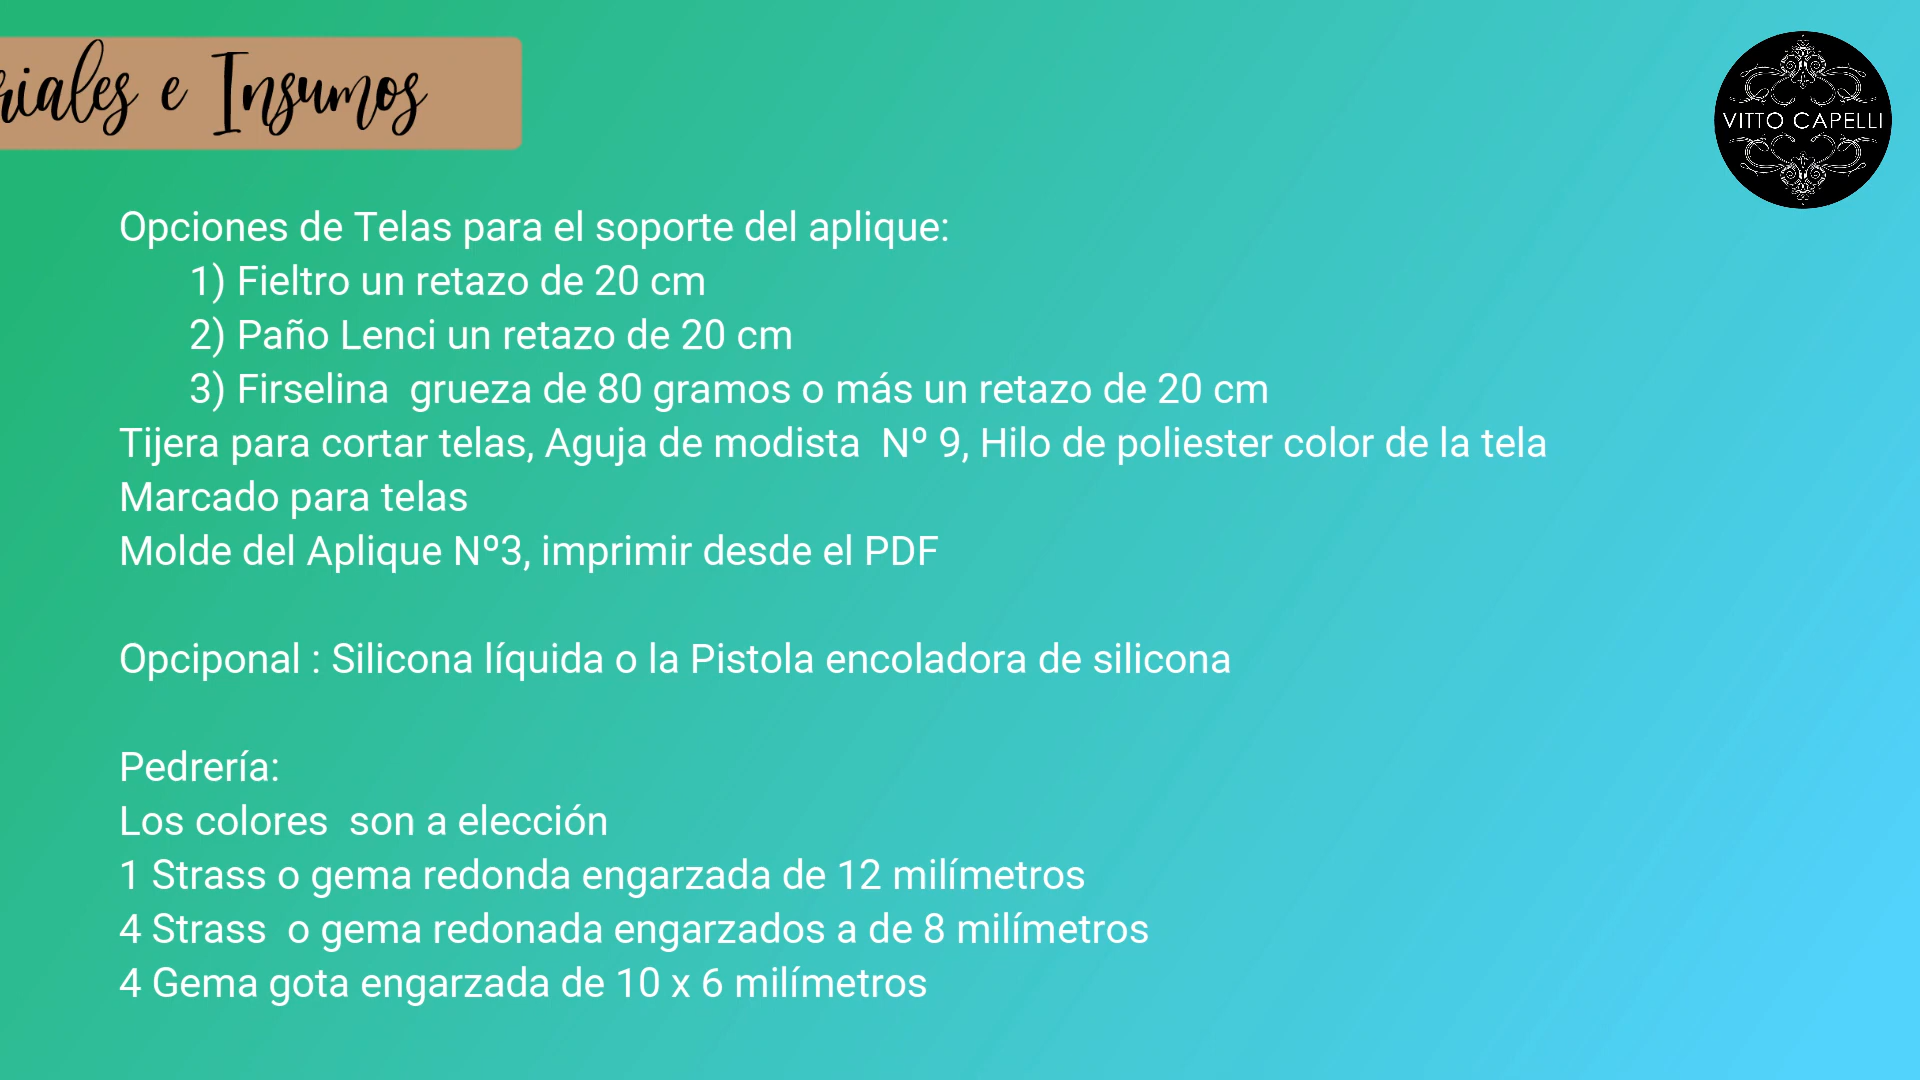 e Insumos
VITTO CAPELLI
Opciones de Telas para el soporte del aplique:
1) Fieltro un retazo de 20 cm
2) Paño Lenci un retazo de 20 cm
3) Firselina grueza de 80 gramos o más un retazo de 20 cm
Tijera para cortar telas, Aguja de modista Nº 9, Hilo de poliester color de la tela
Marcado para telas
Molde del Aplique Nº3, imprimir desde el PDF
Opciponal : Silicona líquida o la Pistola encoladora de silicona
Pedrería:
Los colores son a elección
1 Strass o gema redonda engarzada de 12 milímetros
4 Strass o gema redonada engarzados a de 8 milímetros
4 Gema gota engarzada de 10 x 6 milímetros